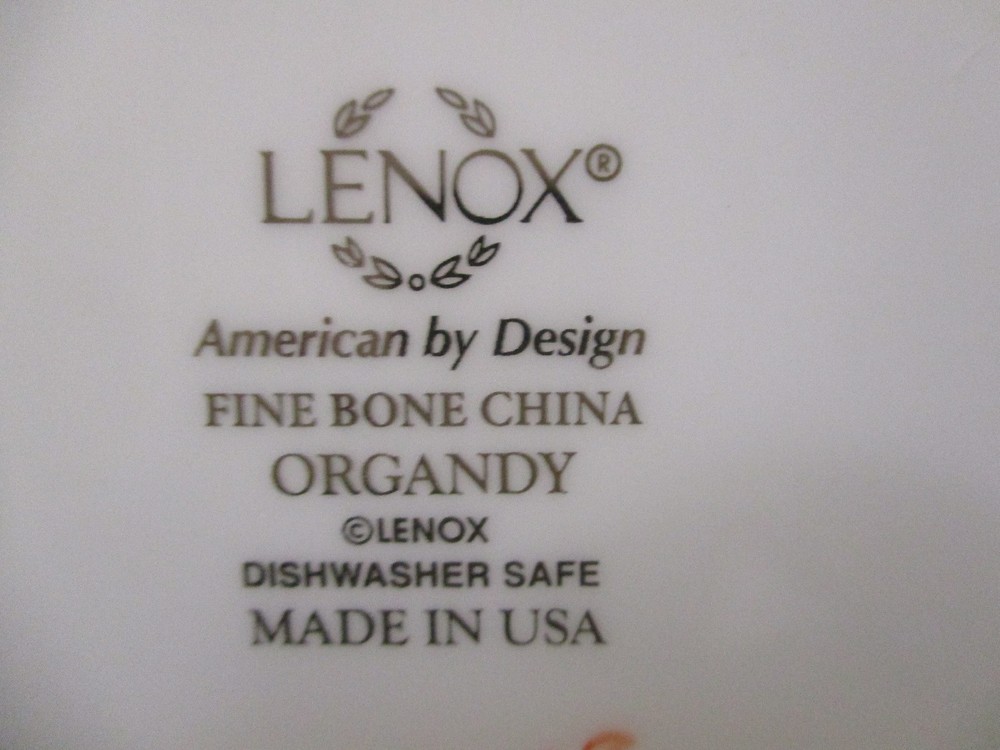 LENOX®
American by Design
FINE BONE CHINA
ORGANDY
©LENOX
DISHWASHER SAFE
MADE IN USA